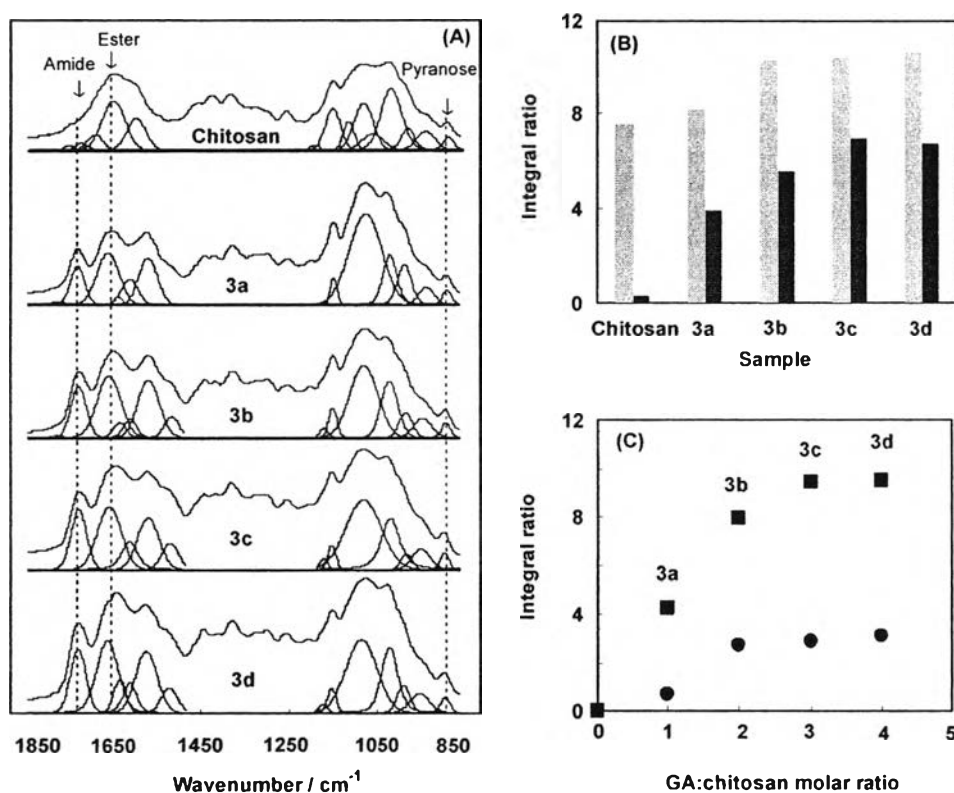 (A)
Ester
Amide
Pyranose
Chitosan
3a
3b
3c
3d
1850 1650 1450 1250 1050 850
Wavenumber / cm⁻¹
(B)
12
8
4
0
Integral ratio
Chitosan 3a 3b 3c 3d
Sample
(C)
12
8
4
0
Integral ratio
3a
3b
3c
3d
0 1 2 3 4 5
GA:chitosan molar ratio